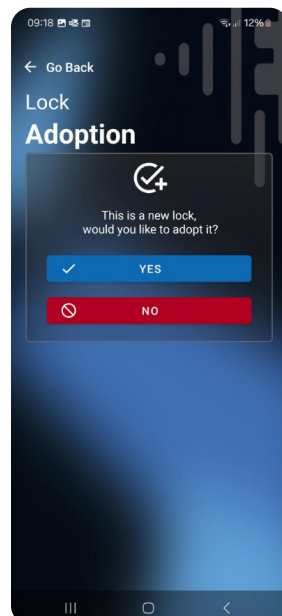 09:18
12%
Go Back
Lock
Adoption
This is a new lock,
would you like to adopt it?
YES
NO